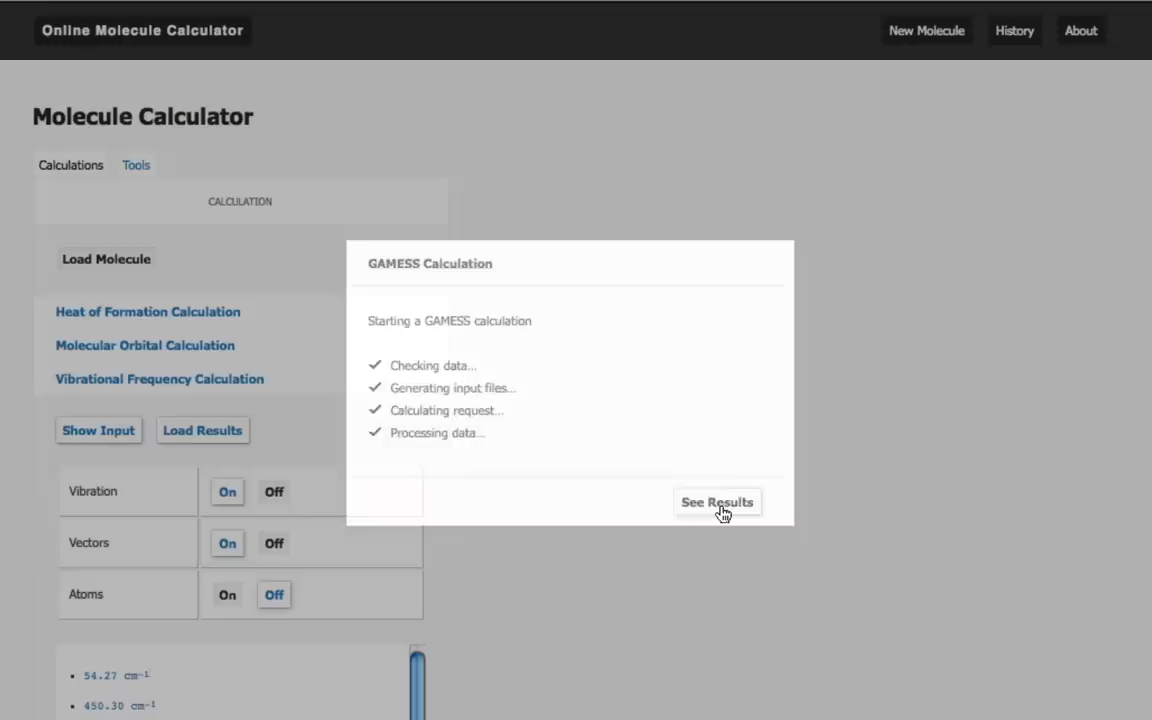 Online Molecule Calculator
New Molecule
History
About
Molecule Calculator
Calculations
Tools
CALCULATION
Load Molecule
Heat of Formation Calculation
Molecular Orbital Calculation
Vibrational Frequency Calculation
Show Input
Load Results
Vibration
On
Off
Vectors
On
Off
Atoms
On
Off
• 54.27 cm⁻¹
• 450.30 cm⁻¹
GAMESS Calculation
Starting a GAMESS calculation
✓ Checking data...
✓ Generating input files...
✓ Calculating request...
✓ Processing data...
See Results